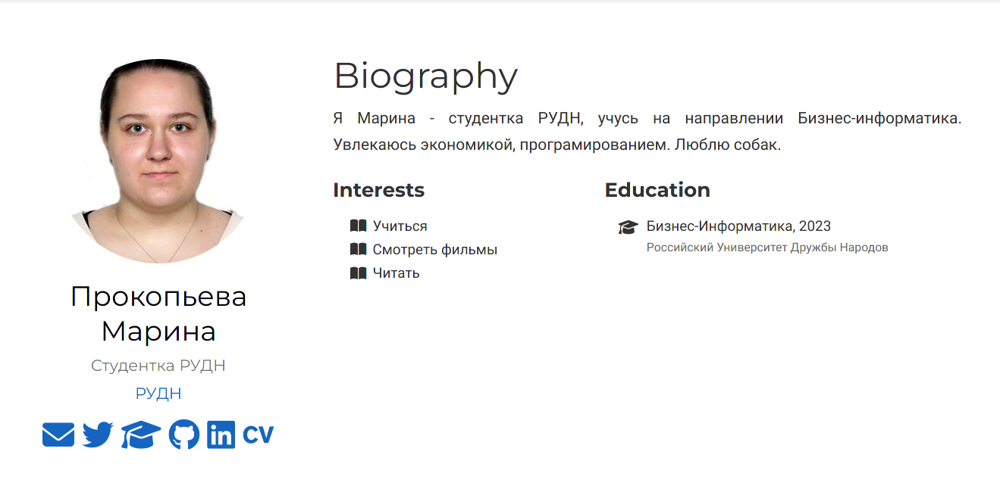 Biography
Я Марина - студентка РУДН, учусь на направлении Бизнес-информатика.
Увлекаюсь экономикой, програмированием. Люблю собак.
Interests
Учиться
Смотреть фильмы
Читать
Education
Бизнес-Информатика, 2023
Российский Университет Дружбы Народов
Прокопьева
Марина
Студентка РУДН
РУДН
in CV